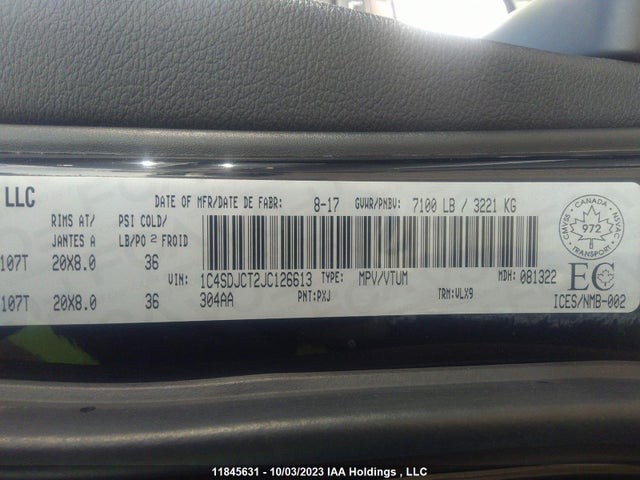 LLC DATE OF MFR/DATE DE FABR: 8-17 GVWR/PNBV: 7100 LB / 3221 KG
RIMS AT/ PSI COLD/
JANTES A LB/PO 2 FROID
107T 20X8.0 36
VIN: 1C4SDJCT2JC126613 TYPE: MPV/VTUM MDH: 081322
107T 20X8.0 36 304AA PNT: PXJ TRM: VLX9
CANADA
CMVSS 972 NSVAC
TRANSPORT
EC
ICES/NMB-002
11845631 - 10/03/2023 IAA Holdings , LLC